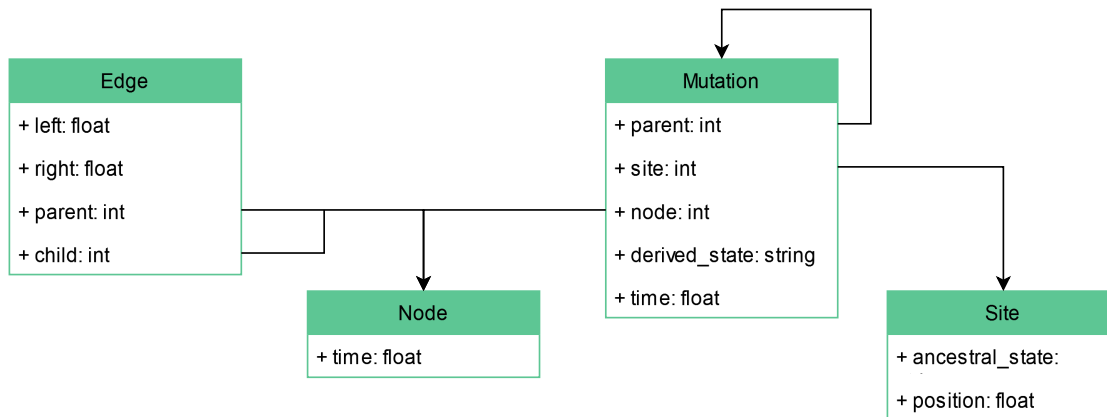 Edge
+ left: float
+ right: float
+ parent: int
+ child: int
Mutation
+ parent: int
+ site: int
+ node: int
+ derived_state: string
+ time: float
Node
+ time: float
Site
+ ancestral_state:
+ position: float